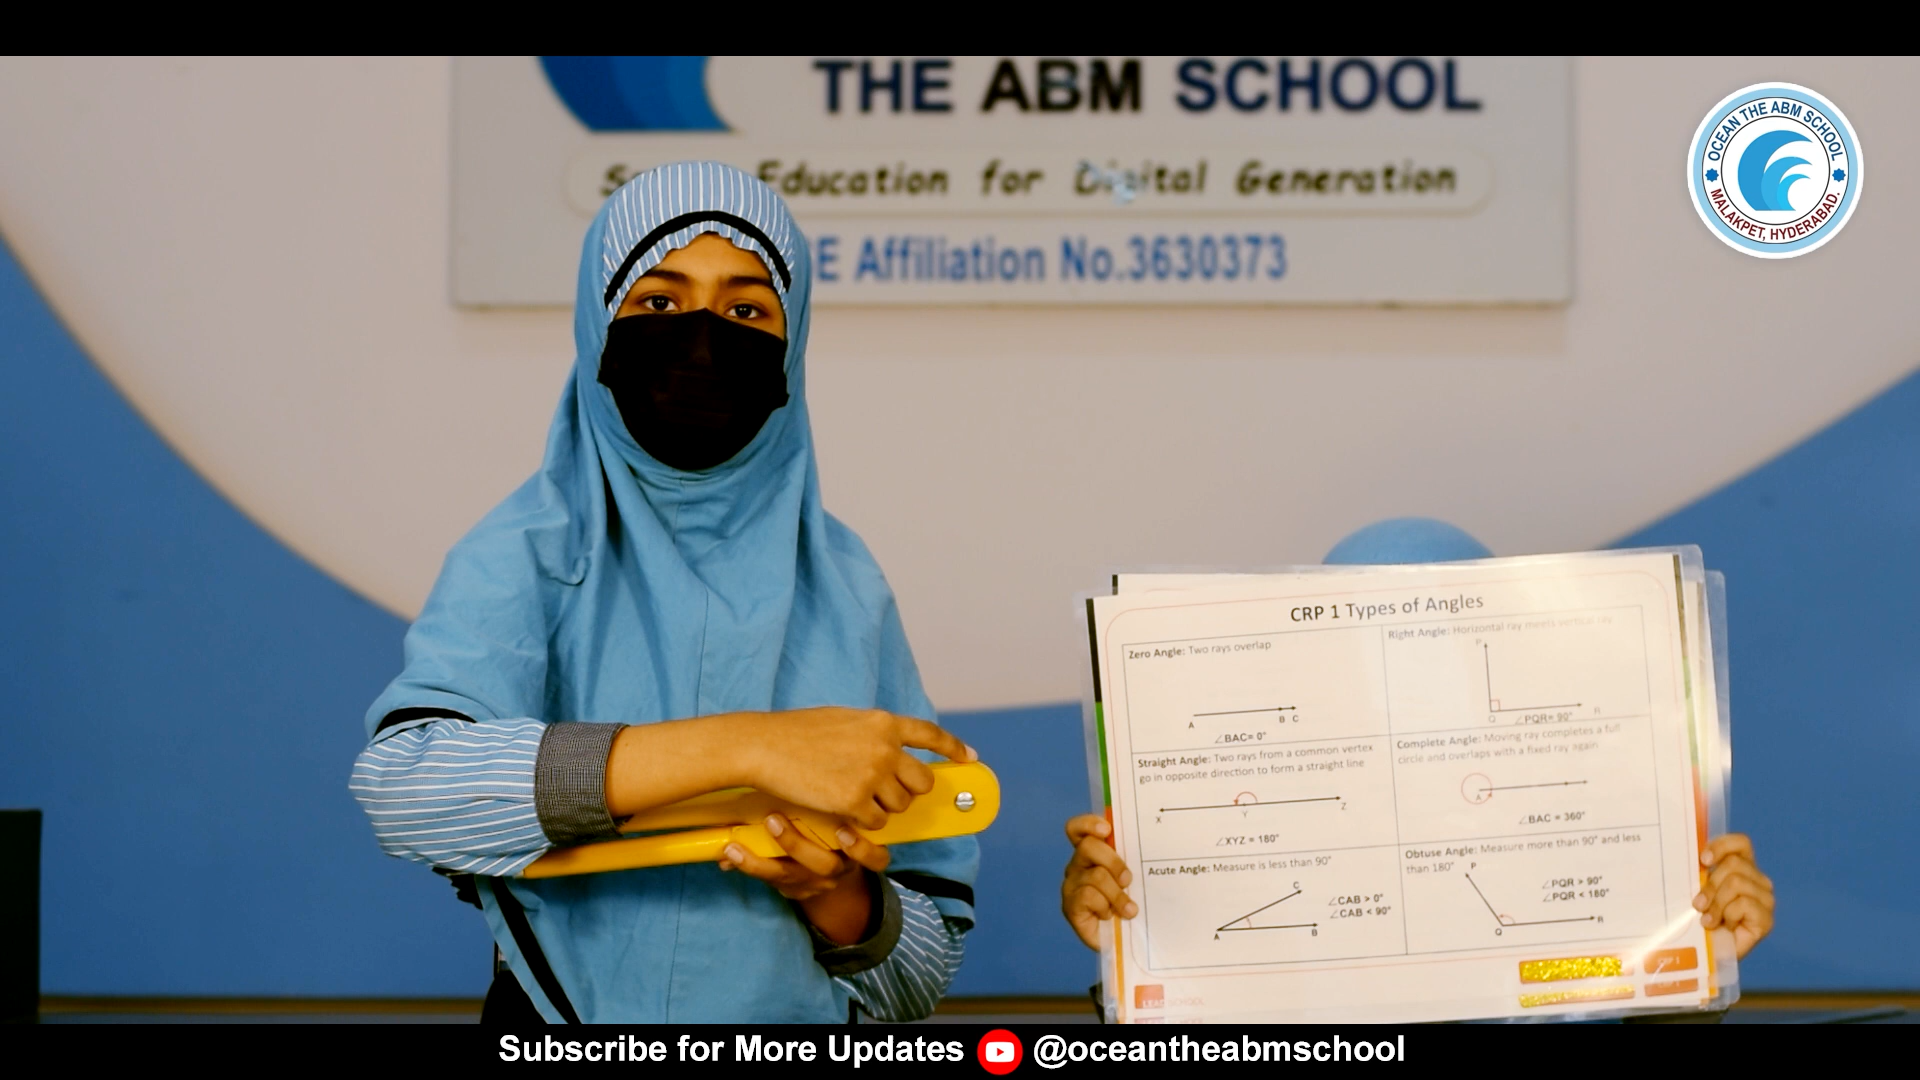 THE ABM SCHOOL
Education for Digital Generation
Affiliation No.3630373
OCEAN THE ABM SCHOOL
MALAKPET, HYDERABAD.
CRP 1 Types of Angles
Zero Angle: Two rays overlap
A B C
∠BAC= 0°
Right Angle: Horizontal ray meets vertical ray
P
Q R
∠PQR= 90°
Straight Angle: Two rays from a common vertex
go in opposite direction to form a straight line
X Y Z
∠XYZ = 180°
Complete Angle: Moving ray completes a full
circle and overlaps with a fixed ray again
A
∠BAC = 360°
Acute Angle: Measure is less than 90°
C
A B
∠CAB > 0°
∠CAB < 90°
Obtuse Angle: Measure more than 90° and less
than 180°
P
Q R
∠PQR > 90°
∠PQR < 180°
LEAD SCHOOL
CRP 1
Subscribe for More Updates @oceantheabmschool